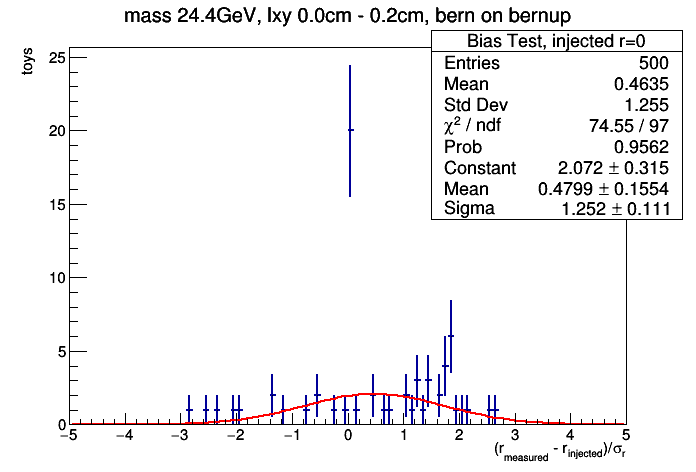 mass 24.4GeV, lxy 0.0cm - 0.2cm, bern on bernup
Bias Test, injected r=0
Entries 500
Mean 0.4635
Std Dev 1.255
χ² / ndf 74.55 / 97
Prob 0.9562
Constant 2.072 ± 0.315
Mean 0.4799 ± 0.1554
Sigma 1.252 ± 0.111
toys
25
20
15
10
5
0
−5 −4 −3 −2 −1 0 1 2 3 4 5
(r_measured - r_injected)/σ_r